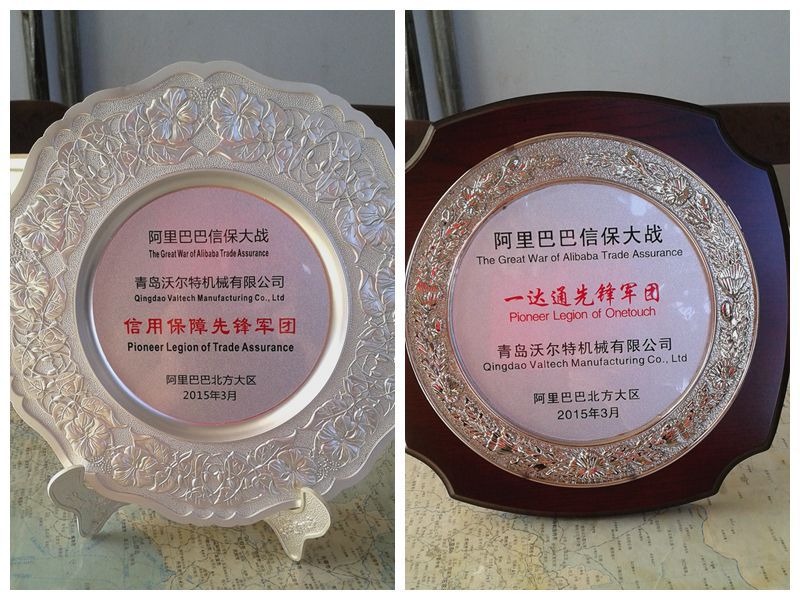 阿里巴巴信保大战
The Great War of Alibaba Trade Assurance
青岛沃尔特机械有限公司
Qingdao Valtech Manufacturing Co., Ltd
信用保障先锋军团
Pioneer Legion of Trade Assurance
阿里巴巴北方大区
2015年3月
阿里巴巴信保大战
The Great War of Alibaba Trade Assurance
一达通先锋军团
Pioneer Legion of Onetouch
青岛沃尔特机械有限公司
Qingdao Valtech Manufacturing Co., Ltd
阿里巴巴北方大区
2015年3月